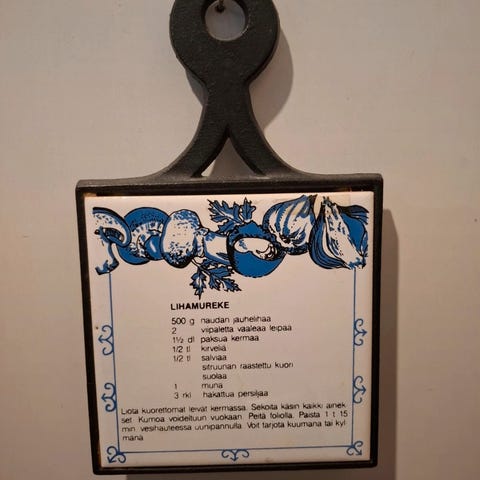 LIHAMUREKE
500 g naudan jauhelihaa
2 viipaletta vaaleaa leipää
1½ dl paksua kermaa
1/2 tl kirveliä
1/2 tl salviaa
sitruunan raastettu kuori
suolaa
1 muna
3 rkl hakattua persiljaa
Liota kuorettomat leivät kermassa. Sekoita käsin kaikki ainek-
set. Kumoa voideltuun vuokaan. Peitä foliolla. Paista 1 t 15
min vesihauteessa uunipannulla. Voit tarjota kuumana tai kyl-
mänä